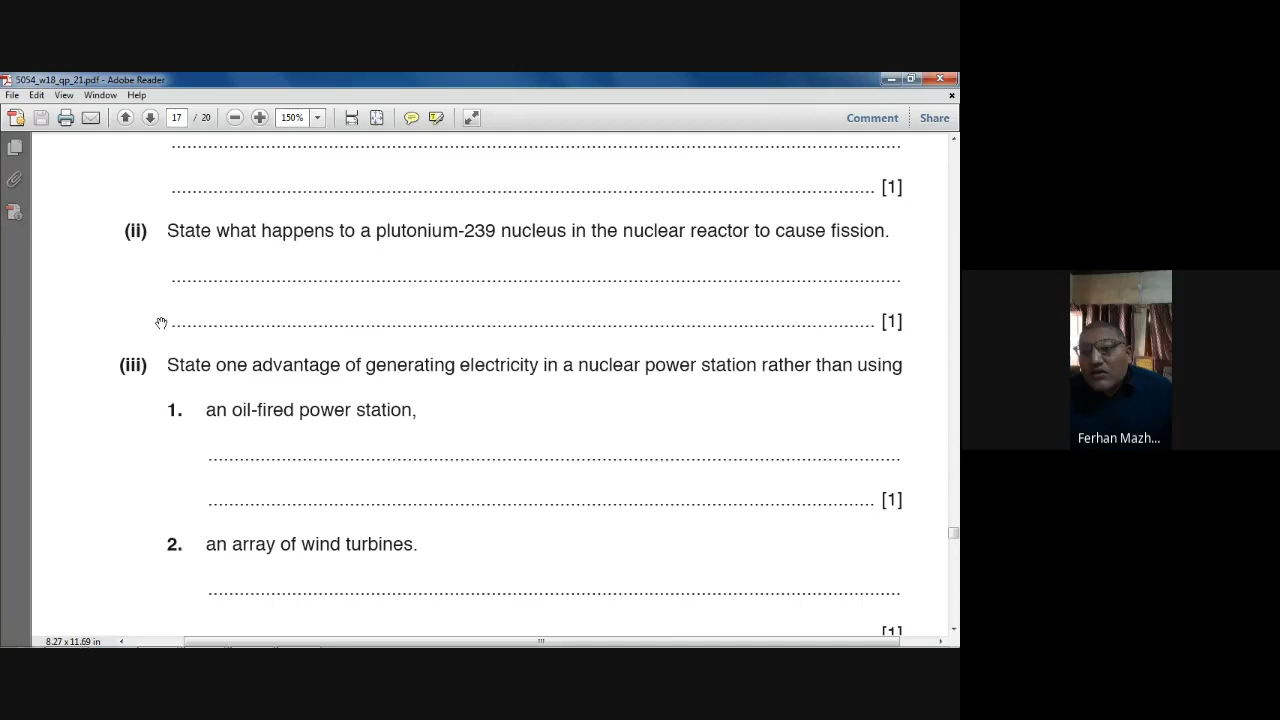 5054_w18_qp_21.pdf - Adobe Reader
File Edit View Window Help
17 / 20 150% Comment Share
[1]
(ii) State what happens to a plutonium-239 nucleus in the nuclear reactor to cause fission.
[1]
(iii) State one advantage of generating electricity in a nuclear power station rather than using
1. an oil-fired power station,
[1]
2. an array of wind turbines.
[1]
8.27 x 11.69 in
Ferhan Mazh...